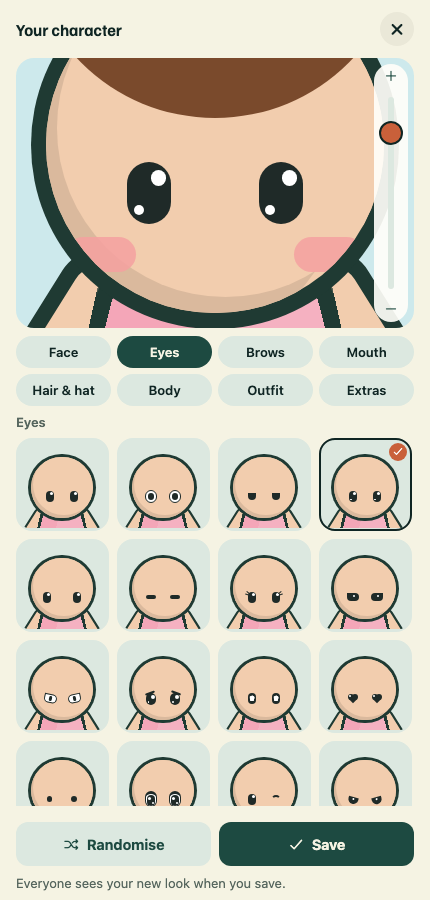 Your character
Face
Eyes
Brows
Mouth
Hair & hat
Body
Outfit
Extras
Eyes
Randomise
Save
Everyone sees your new look when you save.